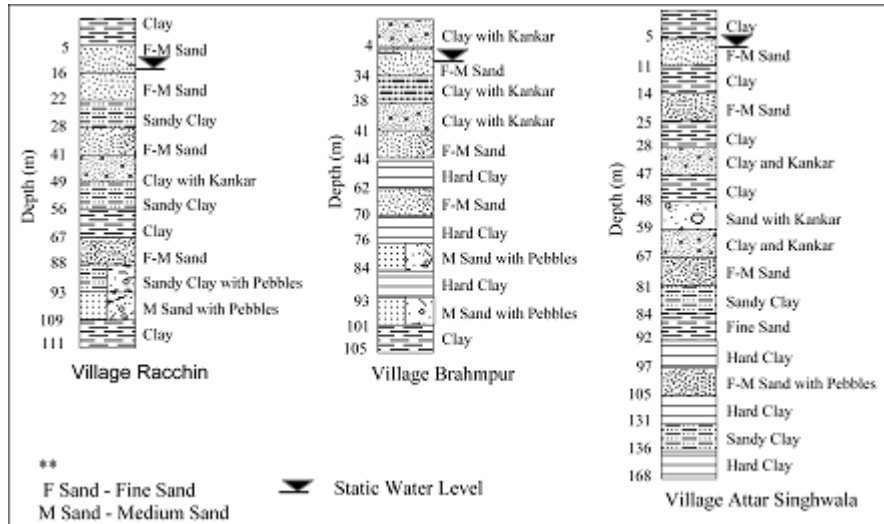 Depth (m)
Clay
5
F-M Sand
16
F-M Sand
22
Sandy Clay
28
F-M Sand
41
Clay with Kankar
49
Sandy Clay
56
Clay
67
F-M Sand
88
Sandy Clay with Pebbles
93
M Sand with Pebbles
109
Clay
111
Village Racchin
Depth (m)
Clay with Kankar
4
F-M Sand
34
Clay with Kankar
38
Clay with Kankar
41
F-M Sand
44
Hard Clay
62
F-M Sand
70
Hard Clay
76
M Sand with Pebbles
84
Hard Clay
93
M Sand with Pebbles
101
Clay
105
Village Brahmpur
Depth (m)
Clay
5
F-M Sand
11
Clay
14
F-M Sand
25
Clay
28
Clay and Kankar
47
Clay
48
Sand with Kankar
59
Clay and Kankar
67
F-M Sand
81
Sandy Clay
84
Fine Sand
92
Hard Clay
97
F-M Sand with Pebbles
105
Hard Clay
131
Sandy Clay
136
Hard Clay
168
Village Attar Singhwala
**
F Sand - Fine Sand
M Sand - Medium Sand
Static Water Level